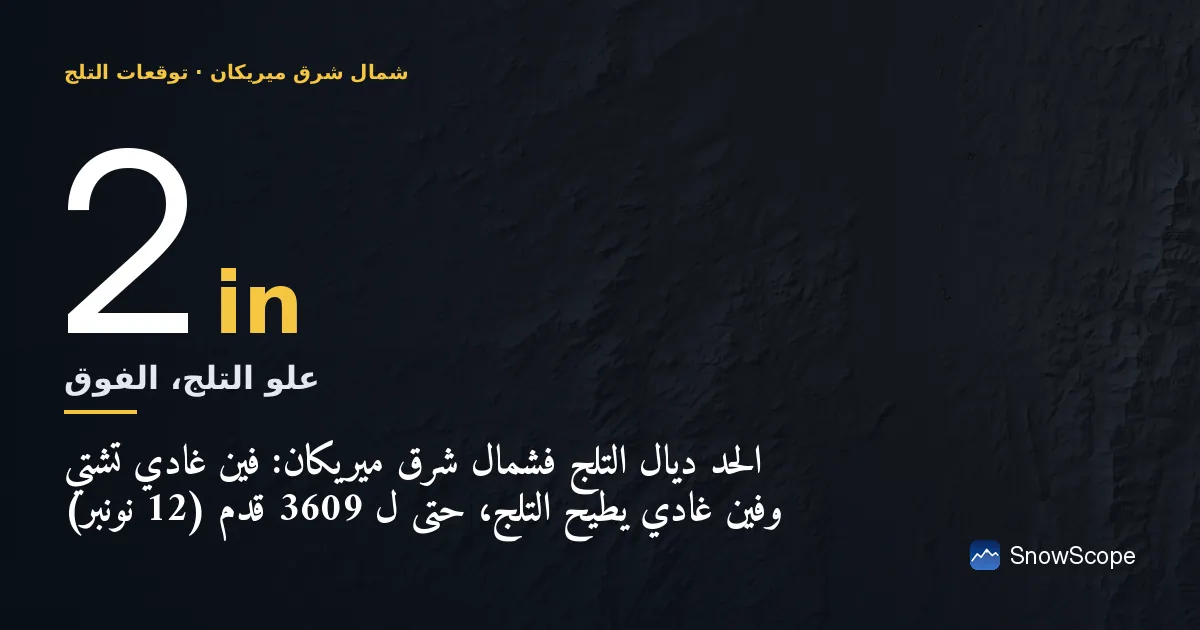 شمال شرق ميريكان · توقعات التلج
2 in
علو التلج، الفوق
الحد ديال التلج فشمال شرق ميريكان: فين غادي تشتي
وفين غادي يطيح التلج، حتى ل 3609 قدم (12 نونبر)
SnowScope